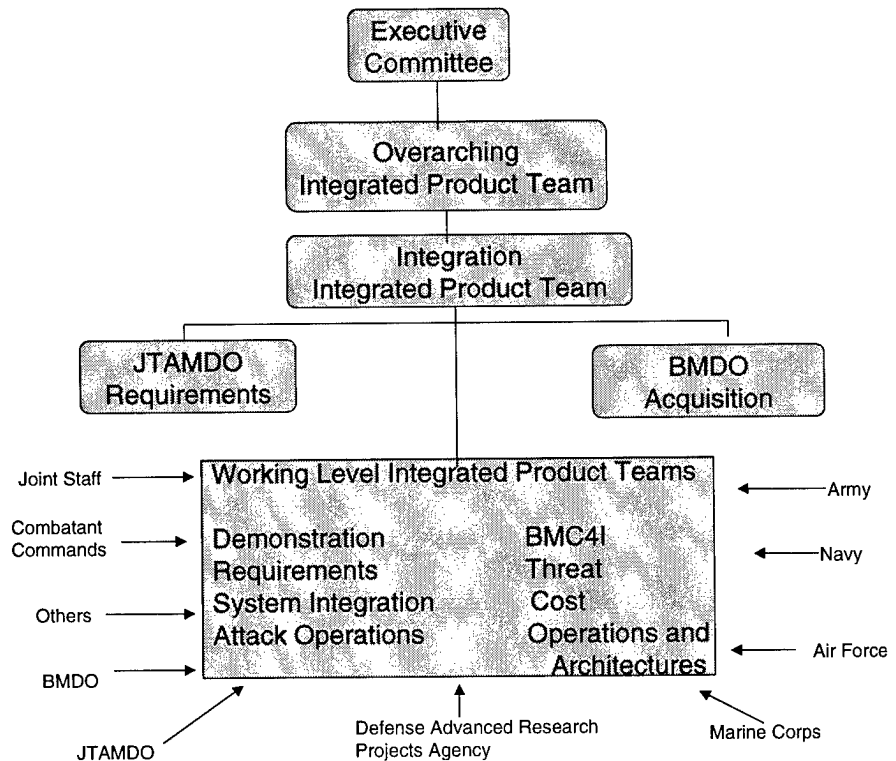 Executive
Committee
Overarching
Integrated Product Team
Integration
Integrated Product Team
JTAMDO
Requirements
BMDO
Acquisition
Working Level Integrated Product Teams
Demonstration
Requirements
System Integration
Attack Operations
BMC4I
Threat
Cost
Operations and
Architectures
Joint Staff
Combatant
Commands
Others
BMDO
JTAMDO
Defense Advanced Research
Projects Agency
Marine Corps
Army
Navy
Air Force